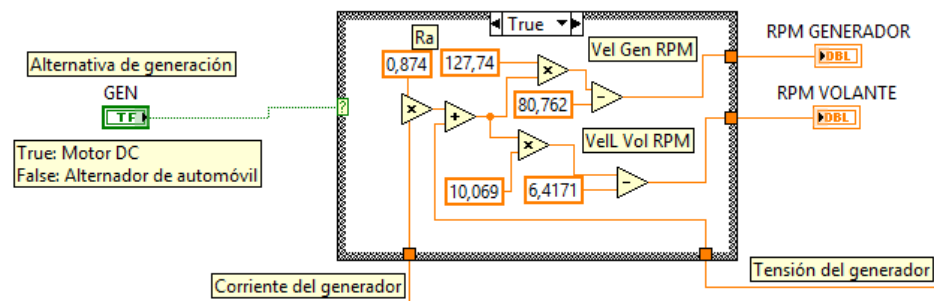 True
Ra
Vel Gen RPM
RPM GENERADOR
DBL
Alternativa de generación
0,874
127,74
×
GEN
80,762
−
RPM VOLANTE
TF
?
×
+
DBL
True: Motor DC
×
VelL Vol RPM
False: Alternador de automóvil
10,069
6,4171
−
Tensión del generador
Corriente del generador